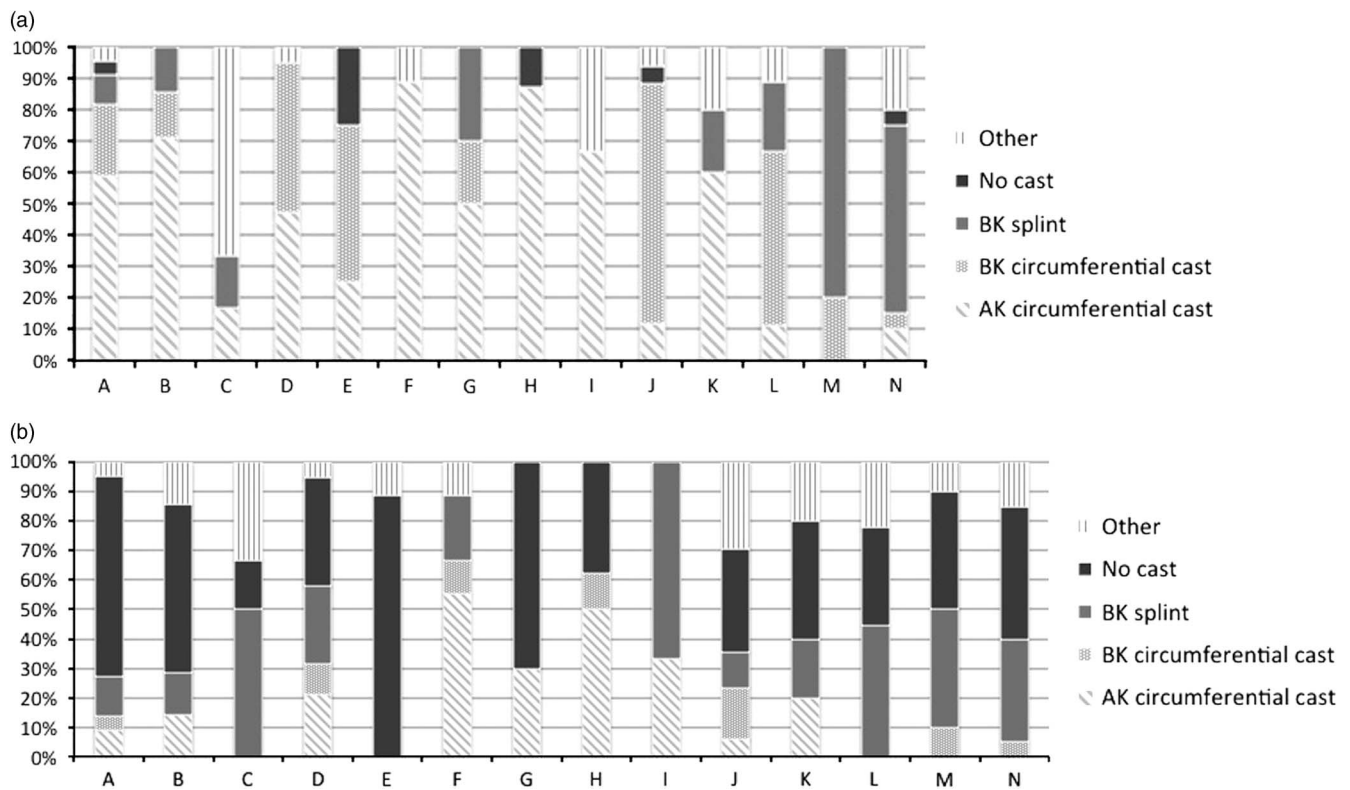 (a)
100%
90%
80%
70%
60%
50%
40%
30%
20%
10%
0%
A B C D E F G H I J K L M N
Other
No cast
BK splint
BK circumferential cast
AK circumferential cast
(b)
100%
90%
80%
70%
60%
50%
40%
30%
20%
10%
0%
A B C D E F G H I J K L M N
Other
No cast
BK splint
BK circumferential cast
AK circumferential cast